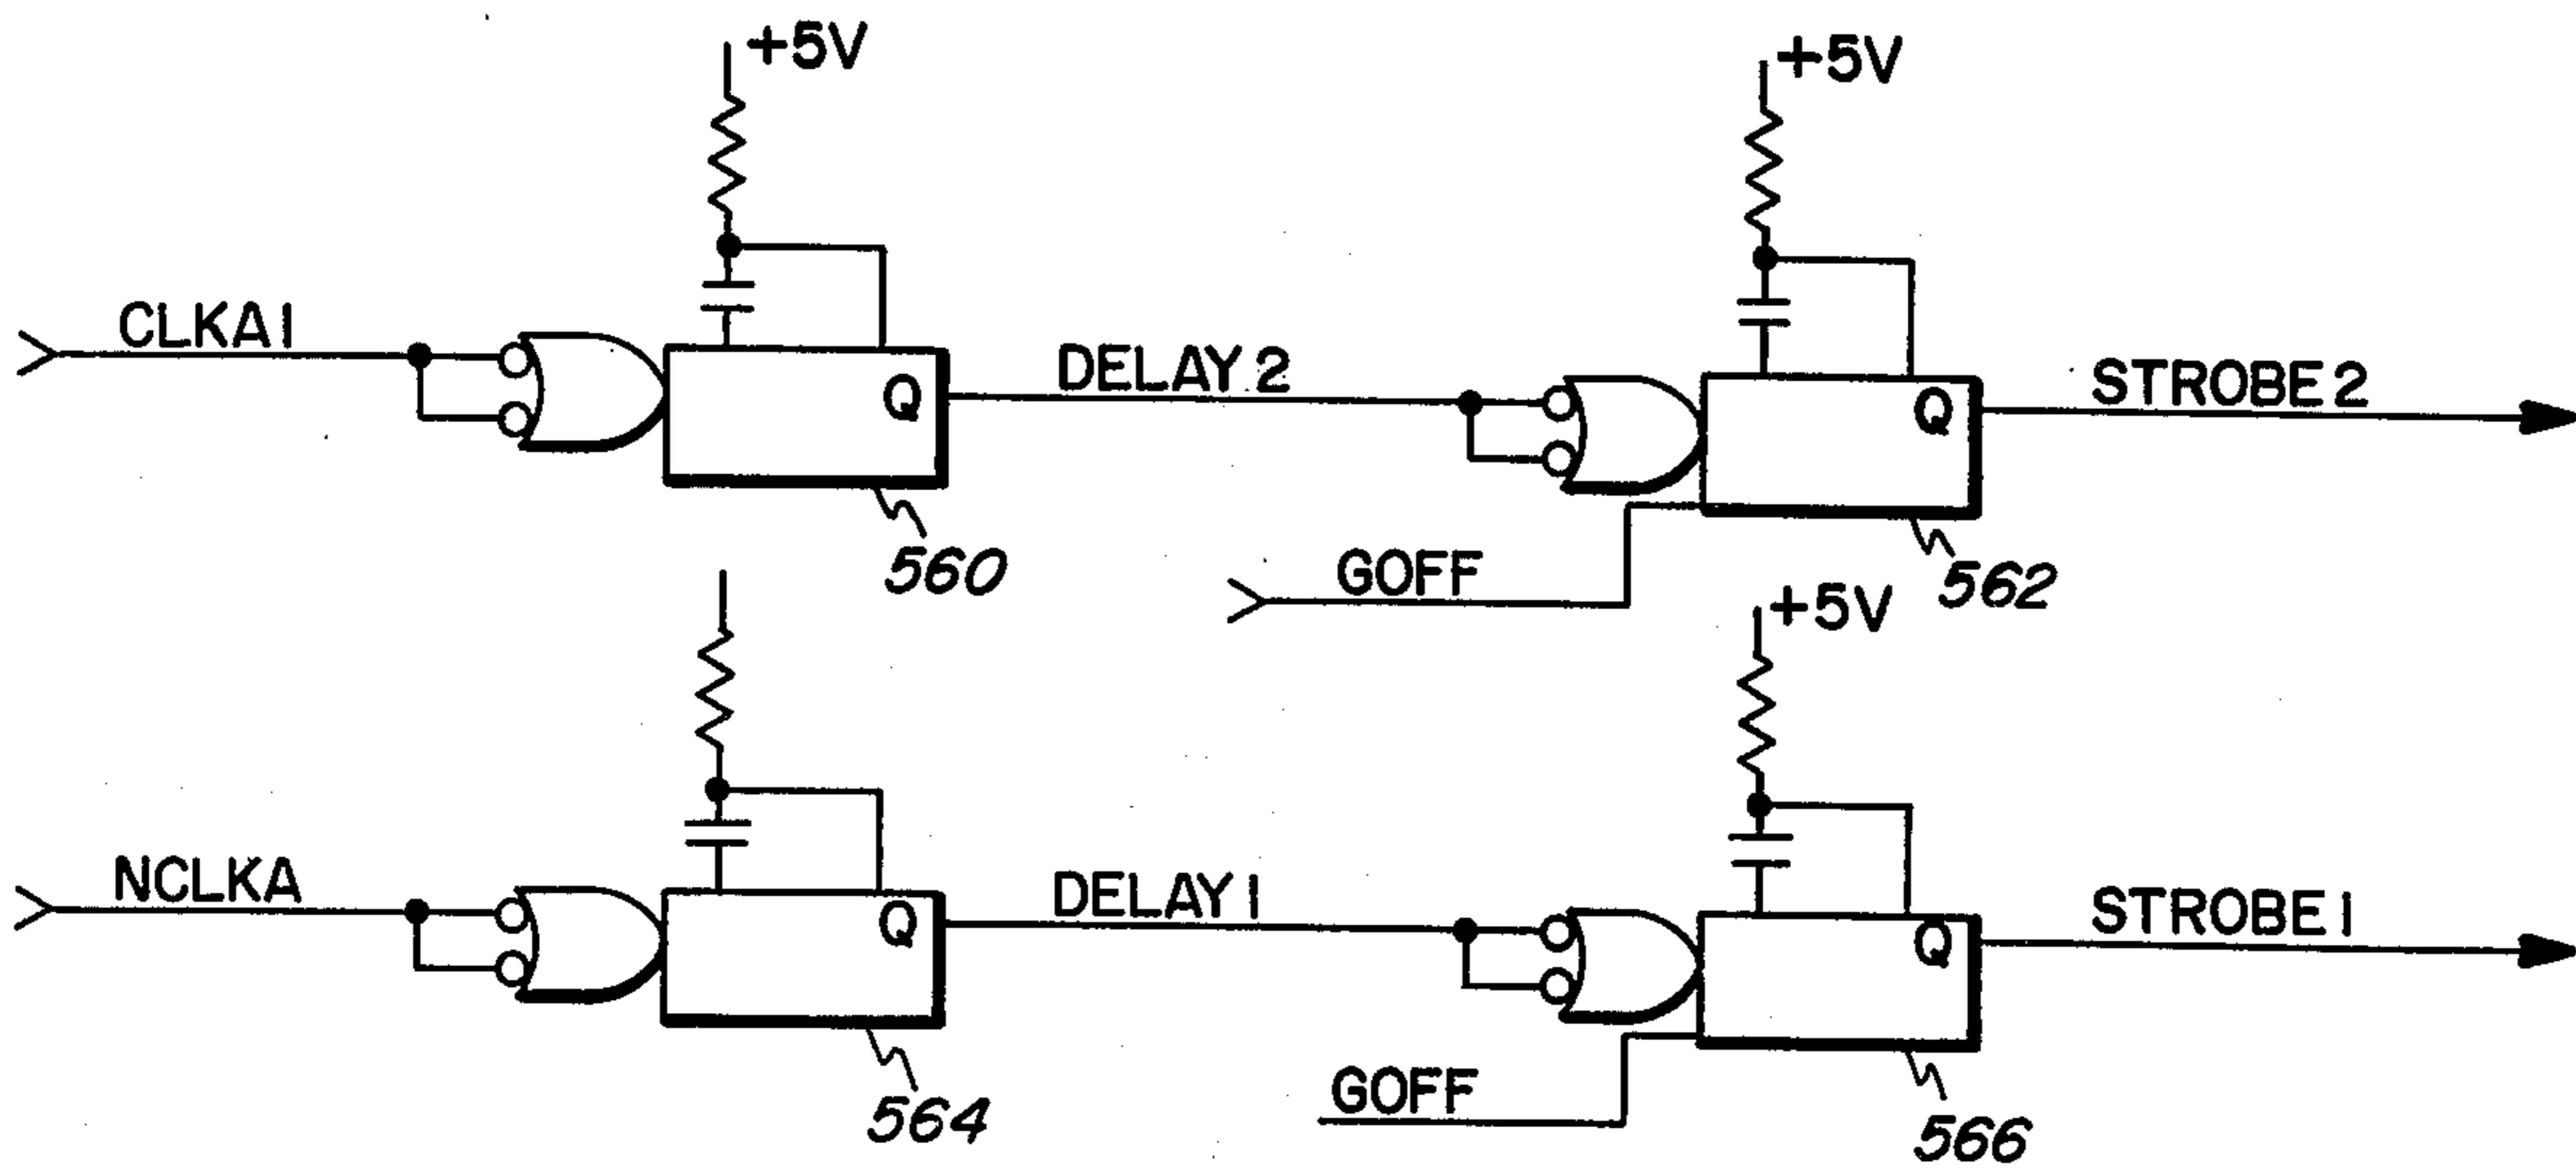 +5V
+5V
CLKA1
Q
DELAY 2
Q
STROBE 2
560
GOFF
562
+5V
NCLKA
Q
DELAY 1
Q
STROBE 1
564
GOFF
566